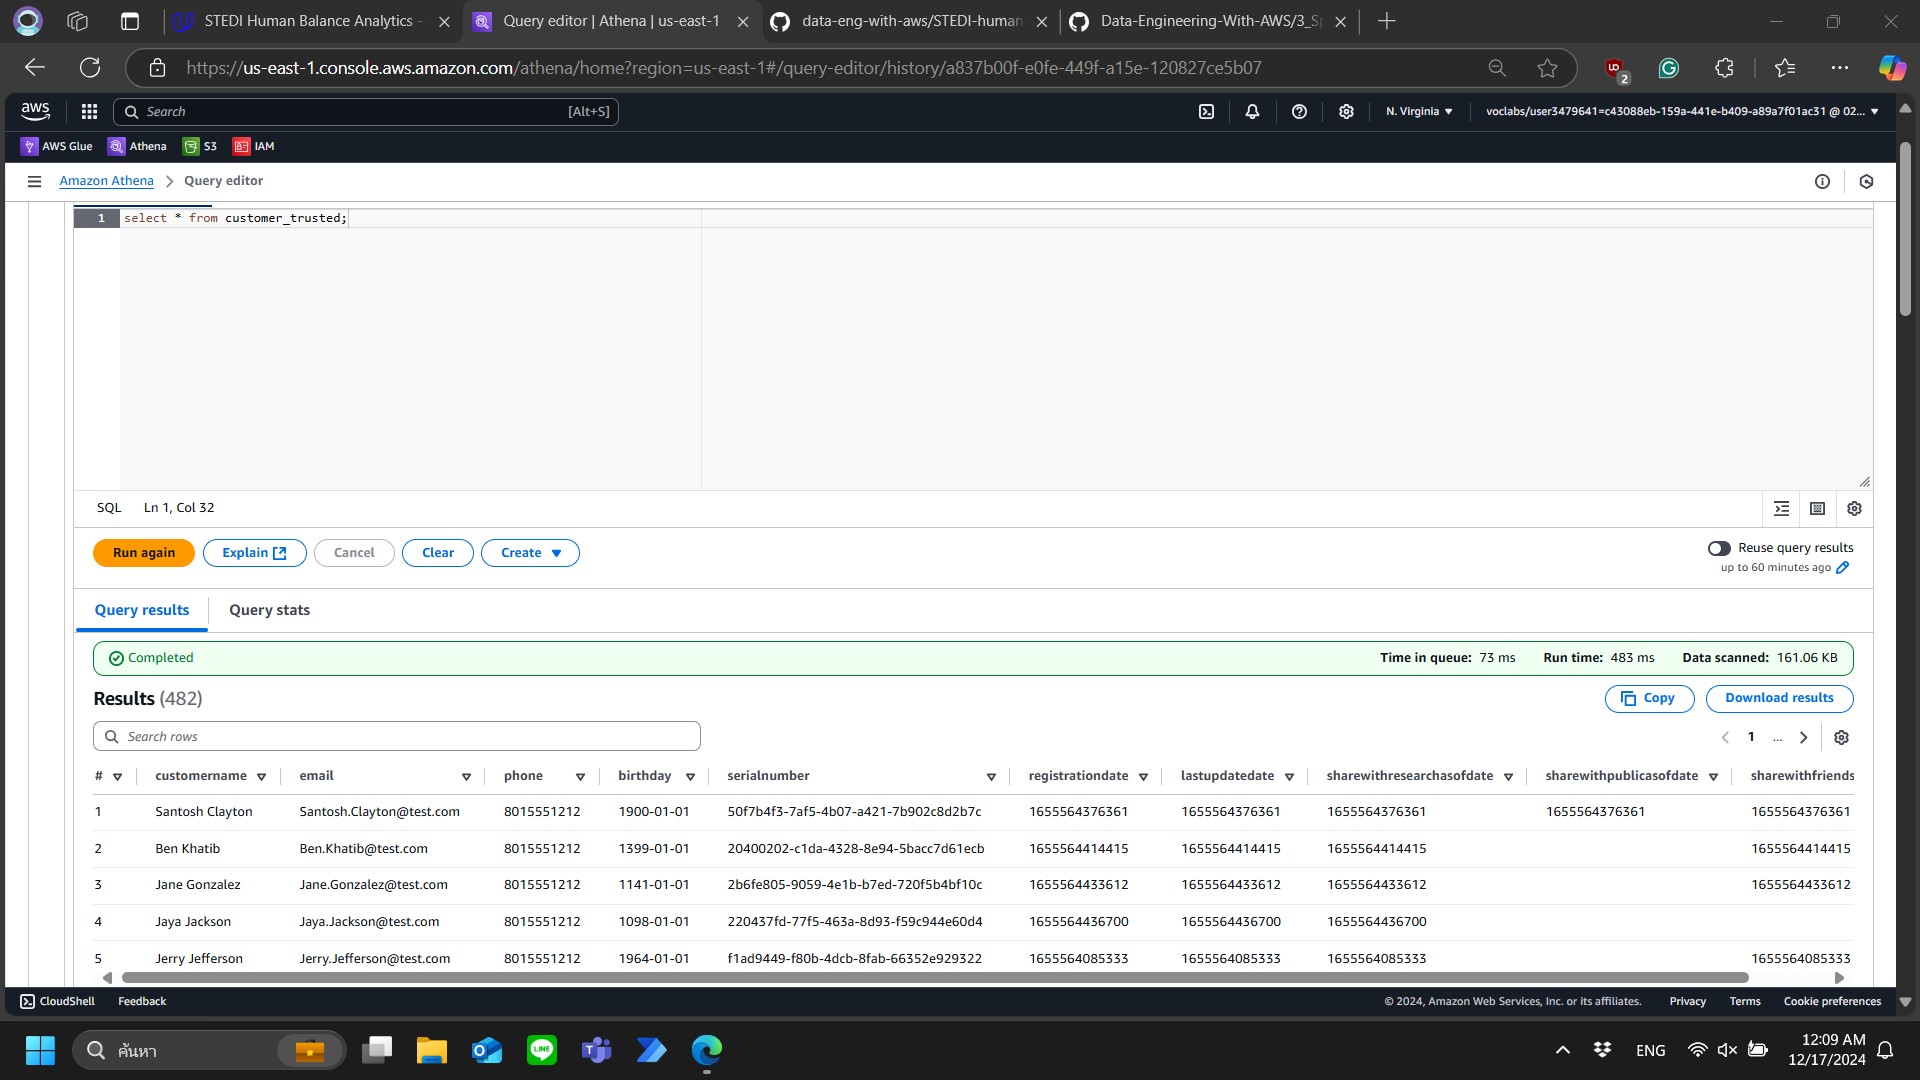 STEDI Human Balance Analytics -
Query editor | Athena | us-east-1
data-eng-with-aws/STEDI-human
Data-Engineering-With-AWS/3_Sp
https://us-east-1.console.aws.amazon.com/athena/home?region=us-east-1#/query-editor/history/a837b00f-e0fe-449f-a15e-120827ce5b07
2
aws
Search
[Alt+S]
N. Virginia
voclabs/user3479641=c43088eb-159a-441e-b409-a89a7f01ac31 @ 02...
AWS Glue
Athena
S3
IAM
Amazon Athena
Query editor
1 select * from customer_trusted;
SQL Ln 1, Col 32
Run again
Explain
Cancel
Clear
Create
Reuse query results
up to 60 minutes ago
Query results
Query stats
Completed
Time in queue: 73 ms Run time: 483 ms Data scanned: 161.06 KB
Results (482)
Copy
Download results
Search rows
1 ...
# customername email phone birthday serialnumber registrationdate lastupdatedate sharewithresearchasofdate sharewithpublicasofdate sharewithfriends
1 Santosh Clayton Santosh.Clayton@test.com 8015551212 1900-01-01 50f7b4f3-7af5-4b07-a421-7b902c8d2b7c 1655564376361 1655564376361 1655564376361 1655564376361 1655564376361
2 Ben Khatib Ben.Khatib@test.com 8015551212 1399-01-01 20400202-c1da-4328-8e94-5bacc7d61ecb 1655564414415 1655564414415 1655564414415 1655564414415
3 Jane Gonzalez Jane.Gonzalez@test.com 8015551212 1141-01-01 2b6fe805-9059-4e1b-b7ed-720f5b4bf10c 1655564433612 1655564433612 1655564433612 1655564433612
4 Jaya Jackson Jaya.Jackson@test.com 8015551212 1098-01-01 220437fd-77f5-463a-8d93-f59c944e60d4 1655564436700 1655564436700 1655564436700
5 Jerry Jefferson Jerry.Jefferson@test.com 8015551212 1964-01-01 f1ad9449-f80b-4dcb-8fab-66352e929322 1655564085333 1655564085333 1655564085333 1655564085333
CloudShell Feedback © 2024, Amazon Web Services, Inc. or its affiliates. Privacy Terms Cookie preferences
ค้นหา
LINE
ENG
12:09 AM
12/17/2024